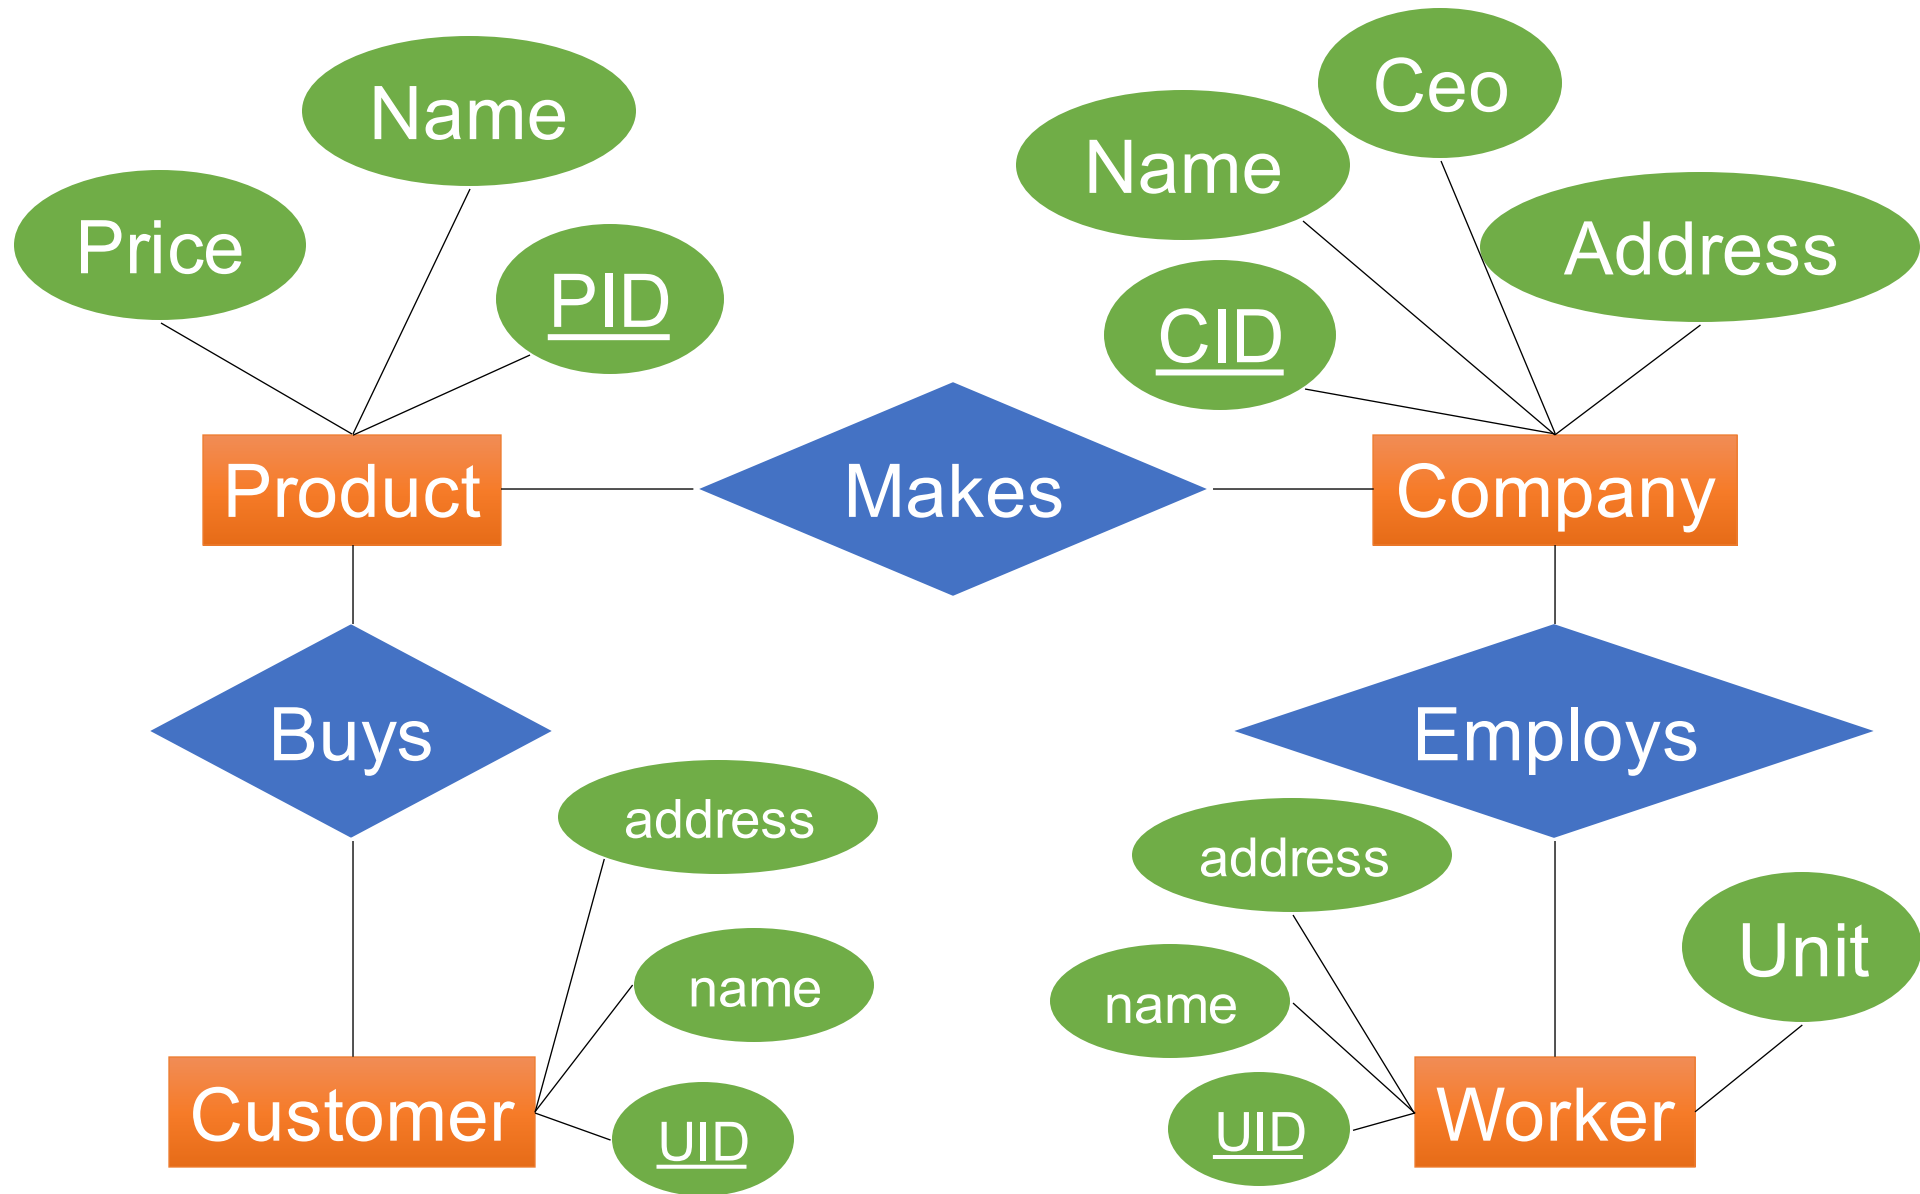 Ceo
Name
Name
Price
Address
PID
CID
Product
Makes
Company
Buys
Employs
address
address
Unit
name
name
Customer
UID
UID
Worker